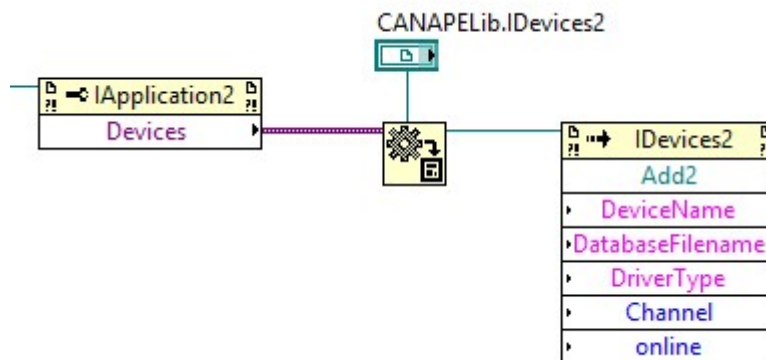 CANAPELib.IDevices2
IApplication2
Devices
IDevices2
Add2
DeviceName
DatabaseFilename
DriverType
Channel
online